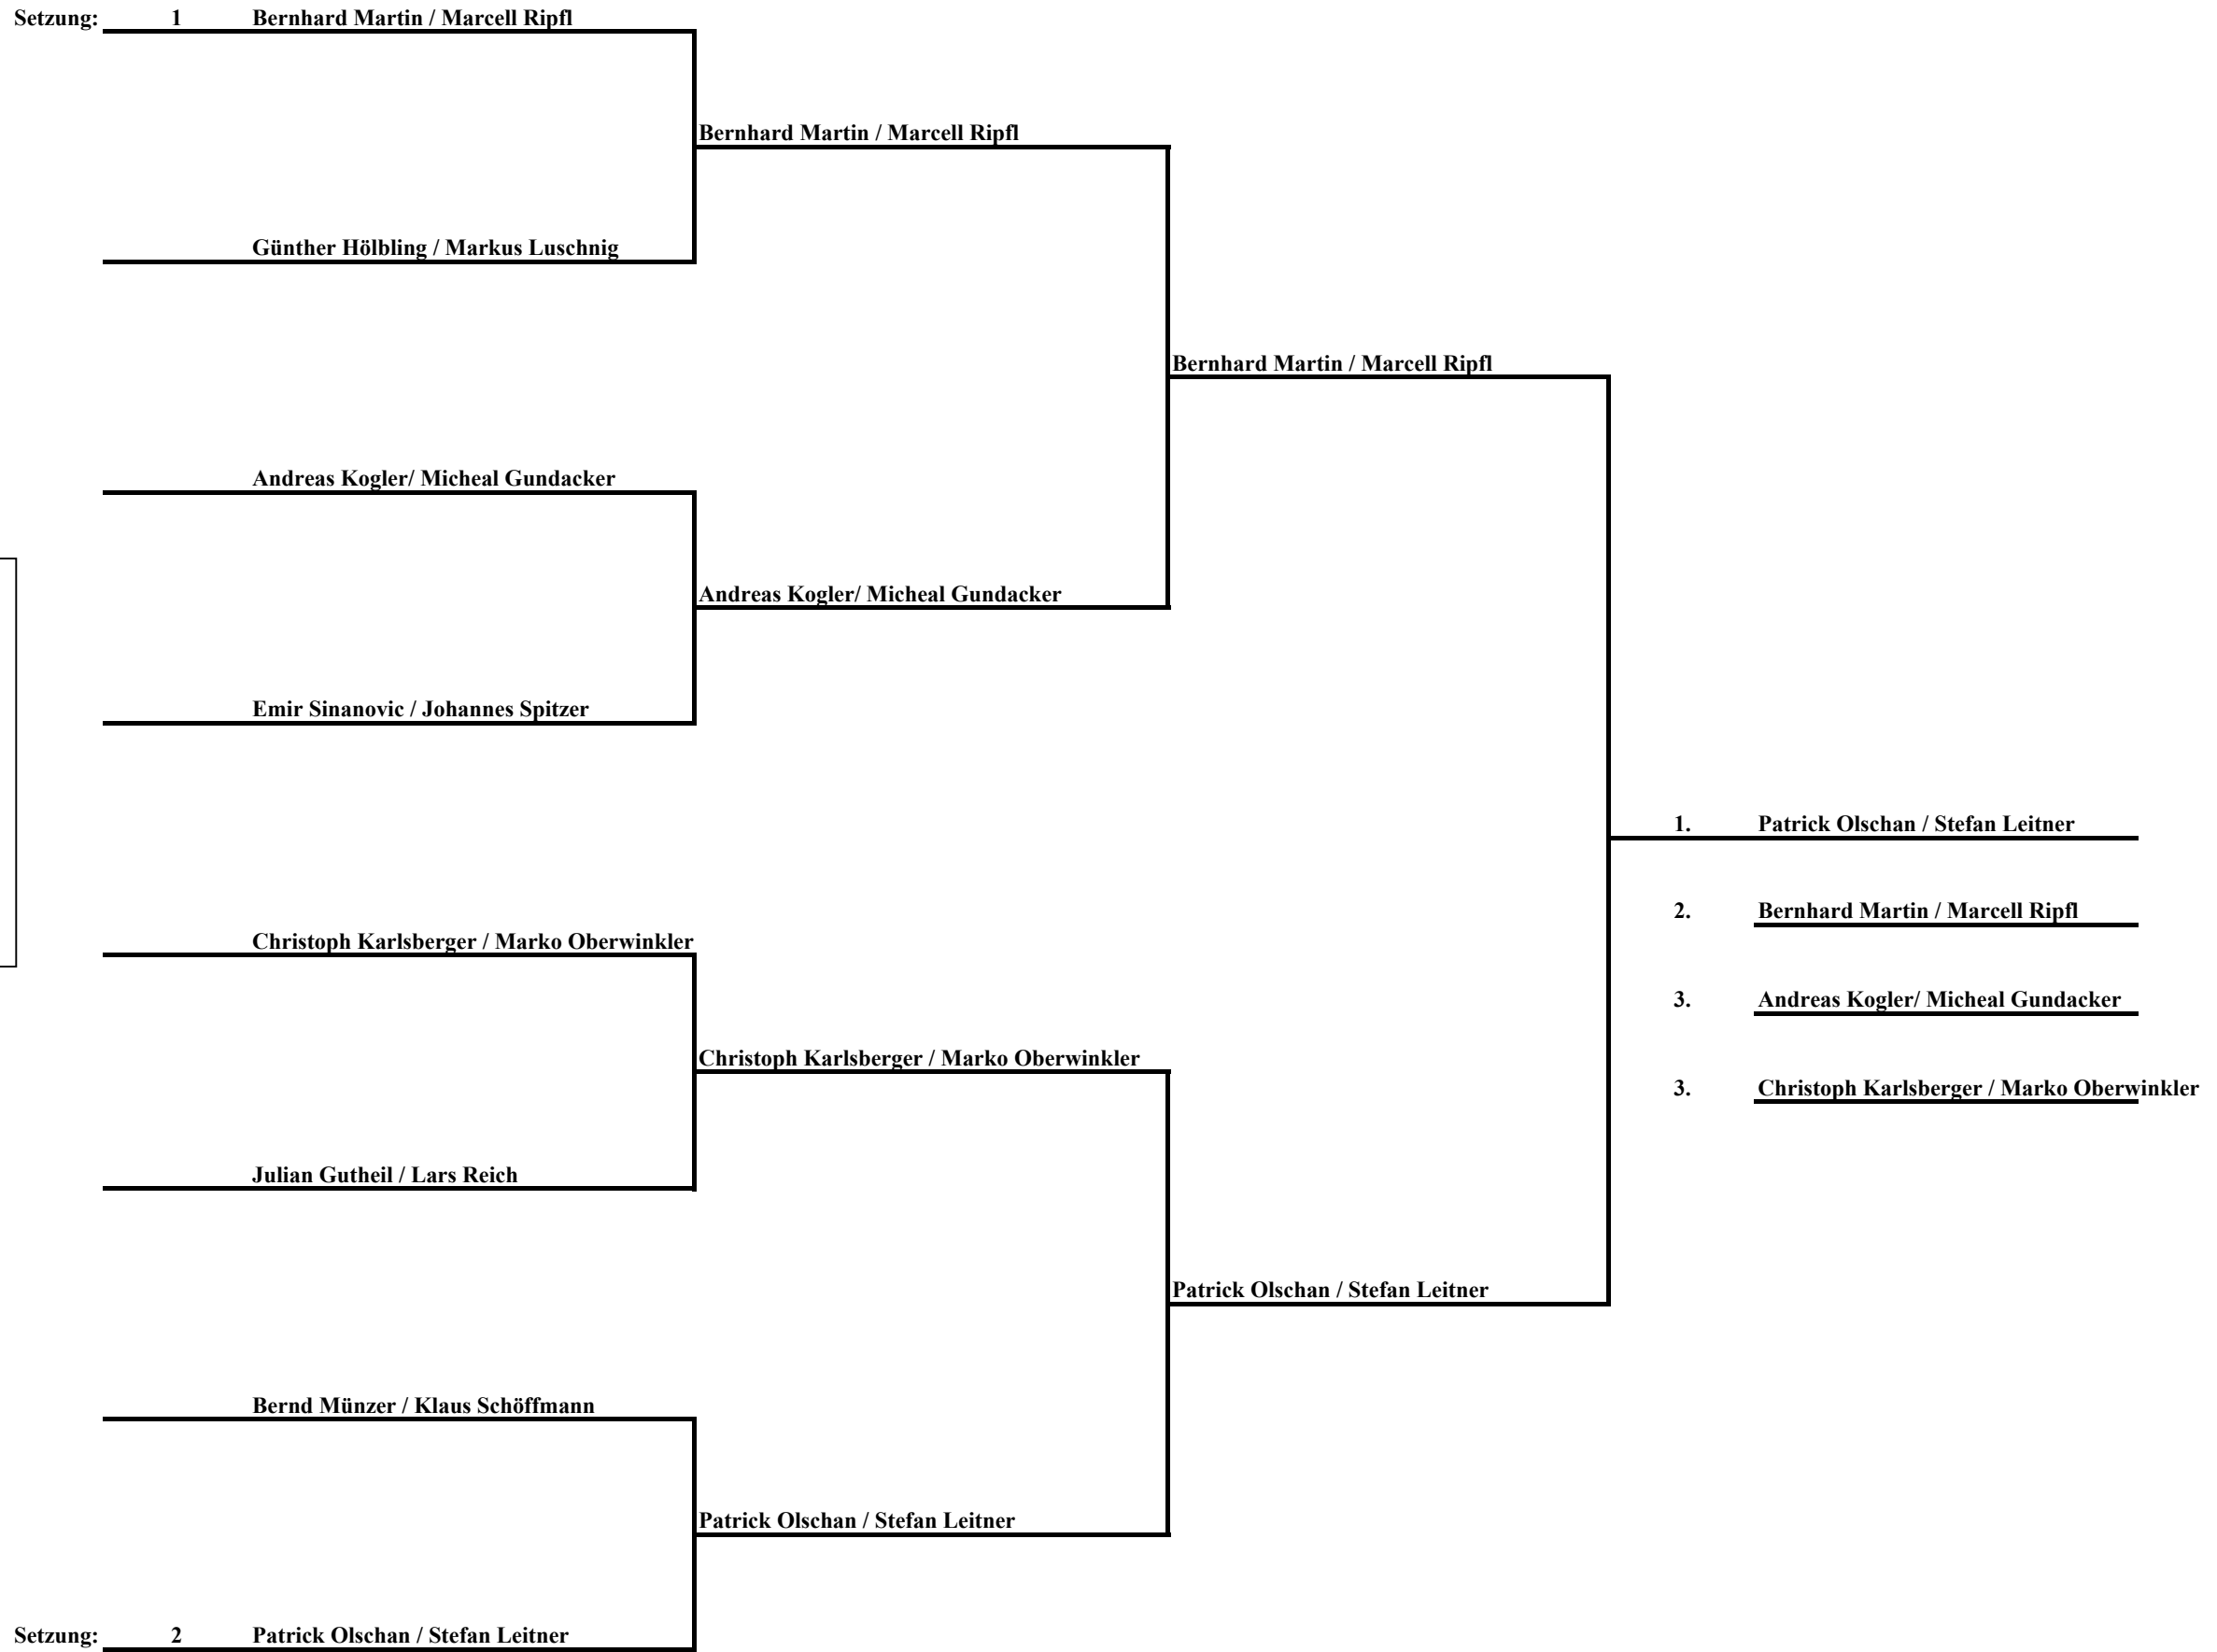 Setzung: 1 Bernhard Martin / Marcell Ripfl
Bernhard Martin / Marcell Ripfl
Günther Hölbling / Markus Luschnig
Bernhard Martin / Marcell Ripfl
Andreas Kogler/ Micheal Gundacker
Andreas Kogler/ Micheal Gundacker
Emir Sinanovic / Johannes Spitzer
1. Patrick Olschan / Stefan Leitner
2. Bernhard Martin / Marcell Ripfl
Christoph Karlsberger / Marko Oberwinkler
3. Andreas Kogler/ Micheal Gundacker
Christoph Karlsberger / Marko Oberwinkler
3. Christoph Karlsberger / Marko Oberwinkler
Julian Gutheil / Lars Reich
Patrick Olschan / Stefan Leitner
Bernd Münzer / Klaus Schöffmann
Patrick Olschan / Stefan Leitner
Setzung: 2 Patrick Olschan / Stefan Leitner